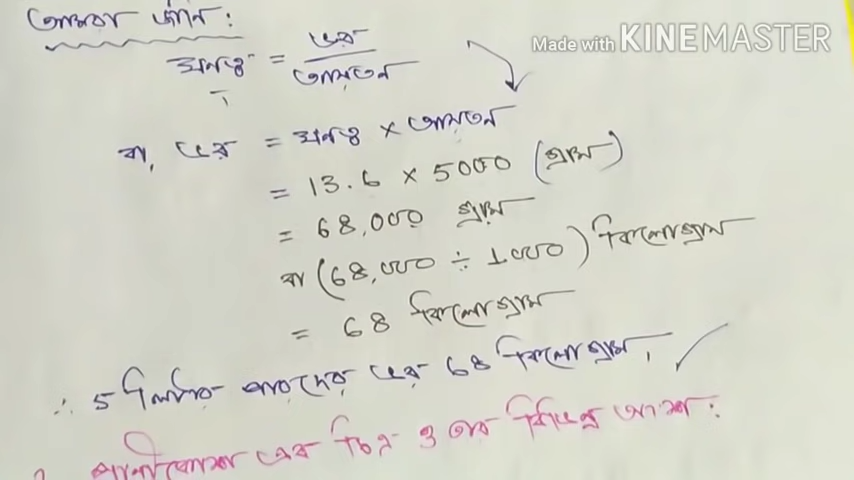 আমরা জানি:
Made with KINEMASTER
ঘনত্ব = ভর / আয়তন
বা, ভর = ঘনত্ব × আয়তন
= 13.6 × 5000 (গ্রাম)
= 68,000 গ্রাম
বা (68,000 ÷ 1000) কিলোগ্রাম
= 68 কিলোগ্রাম
∴ 5 লিটার পারদের ভর 68 কিলোগ্রাম,
প্রাণীকোশ এর চিত্র ও তার বিভিন্ন অংশ: